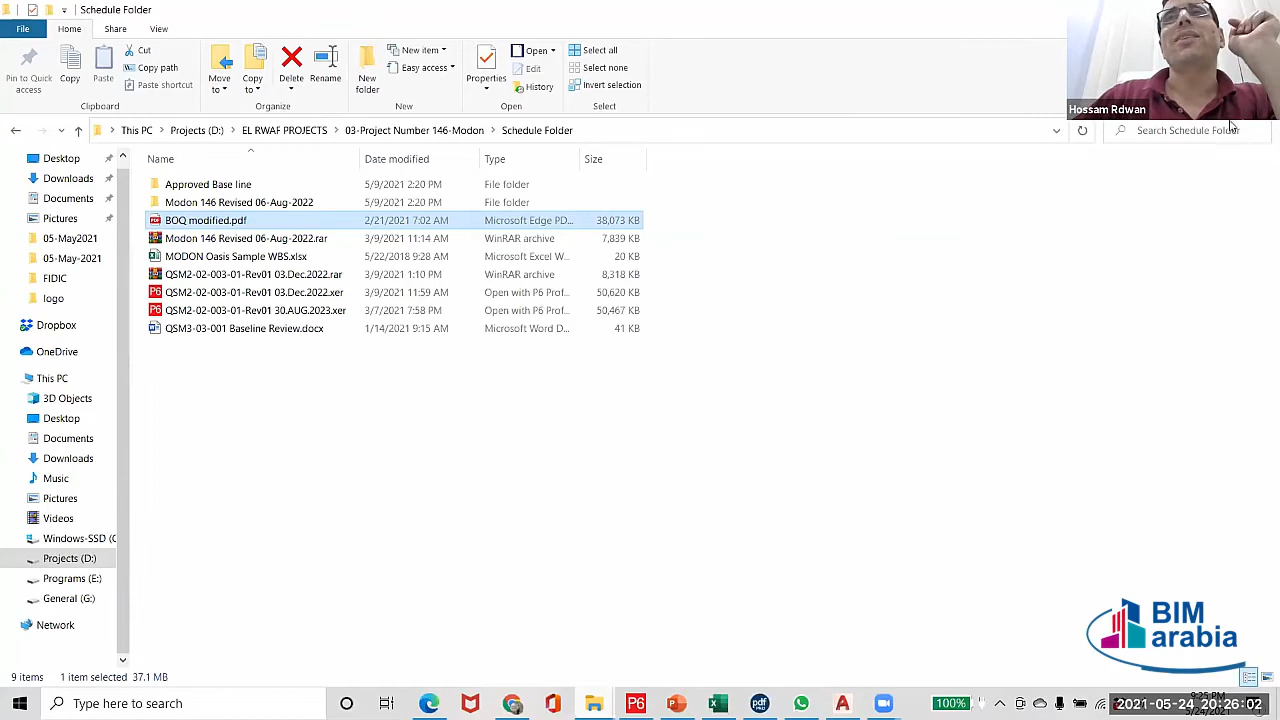 Schedule Folder
File Home Share View
Pin to Quick access
Copy
Paste
Cut
Copy path
Paste shortcut
Clipboard
Move to
Copy to
Delete
Rename
Organize
New folder
New item
Easy access
New
Properties
Open
Edit
History
Open
Select all
Select none
Invert selection
Select
Hossam Rdwan
This PC > Projects (D:) > EL RWAF PROJECTS > 03-Project Number 146-Modon > Schedule Folder
Search Schedule Folder
Name Date modified Type Size
Approved Base line 5/9/2021 2:20 PM File folder
Modon 146 Revised 06-Aug-2022 5/9/2021 2:20 PM File folder
BOQ modified.pdf 2/21/2021 7:02 AM Microsoft Edge PD... 38,073 KB
Modon 146 Revised 06-Aug-2022.rar 3/9/2021 11:14 AM WinRAR archive 7,839 KB
MODON Oasis Sample WBS.xlsx 5/22/2018 9:28 AM Microsoft Excel W... 20 KB
QSM2-02-003-01-Rev01 03.Dec.2022.rar 3/9/2021 1:10 PM WinRAR archive 8,318 KB
QSM2-02-003-01-Rev01 03.Dec.2022.xer 3/9/2021 11:59 AM Open with P6 Prof... 50,620 KB
QSM2-02-003-01-Rev01 30.AUG.2023.xer 3/7/2021 7:58 PM Open with P6 Prof... 50,467 KB
QSM3-03-001 Baseline Review.docx 1/14/2021 9:15 AM Microsoft Word D... 41 KB
Desktop
Downloads
Documents
Pictures
05-May2021
05-May-2021
FIDIC
logo
Dropbox
OneDrive
This PC
3D Objects
Desktop
Documents
Downloads
Music
Pictures
Videos
Windows-SSD (C
Projects (D:)
Programs (E:)
General (G:)
Network
BIM
arabia
9 items 1 item selected 37.1 MB
Type here to search
P6
pdf
100%
9:25 PM
2021-05-24 20:26:02